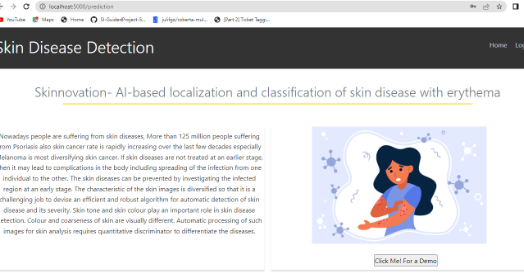 localhost:5000/prediction
YouTube Maps Home SI-GuidedProject-S... julHgo/roberta-mul... (Part-2) Ticket Taggi...
Skin Disease Detection
Home
Skinnovation- AI-based localization and classification of skin disease with erythema
Nowadays people are suffering from skin diseases, More than 125 million people suffering
from Psoriasis also skin cancer rate is rapidly increasing over the last few decades especially
Melanoma is most diversifying skin cancer. If skin diseases are not treated at an earlier stage,
then it may lead to complications in the body including spreading of the infection from one
individual to the other. The skin diseases can be prevented by investigating the infected
region at an early stage. The characteristic of the skin images is diversified so that it is a
challenging job to devise an efficient and robust algorithm for automatic detection of skin
disease and its severity. Skin tone and skin colour play an important role in skin disease
detection. Colour and coarseness of skin are visually different. Automatic processing of such
images for skin analysis requires quantitative discriminator to differentiate the diseases.
Click Me! For a Demo